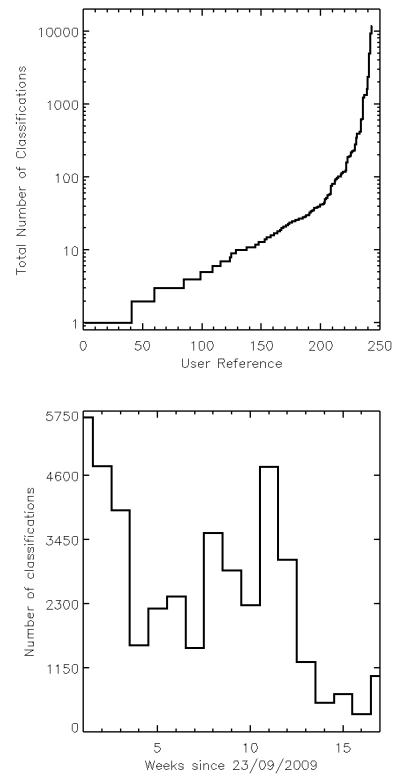 Total Number of Classifications
10000
1000
100
10
1
0 50 100 150 200 250
User Reference
Number of classifications
5750
4600
3450
2300
1150
0
5 10 15
Weeks since 23/09/2009